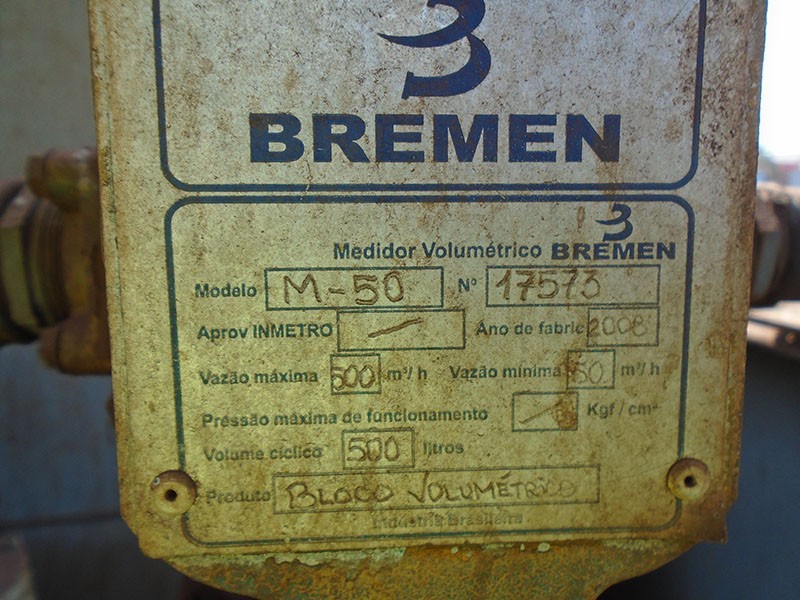 BREMEN
Medidor Volumétrico BREMEN
Modelo M-50 Nº 17573
Aprov INMETRO — Ano de fabric 2008
Vazão máxima 500 m³/h Vazão mínima 50 m³/h
Pressão máxima de funcionamento — Kgf/cm²
Volume cíclico 500 litros
Produto BLOCO VOLUMÉTRICO
Indústria Brasileira